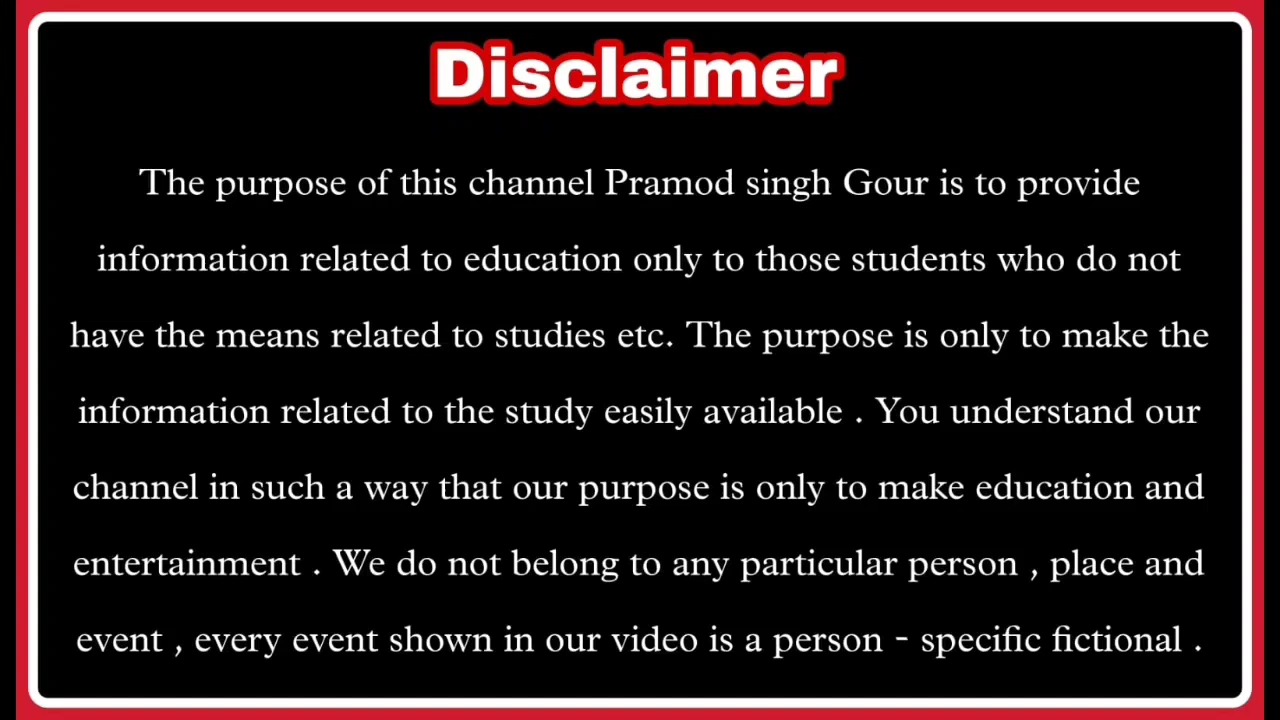 Disclaimer
The purpose of this channel Pramod singh Gour is to provide
information related to education only to those students who do not
have the means related to studies etc. The purpose is only to make the
information related to the study easily available . You understand our
channel in such a way that our purpose is only to make education and
entertainment . We do not belong to any particular person , place and
event , every event shown in our video is a person - specific fictional .